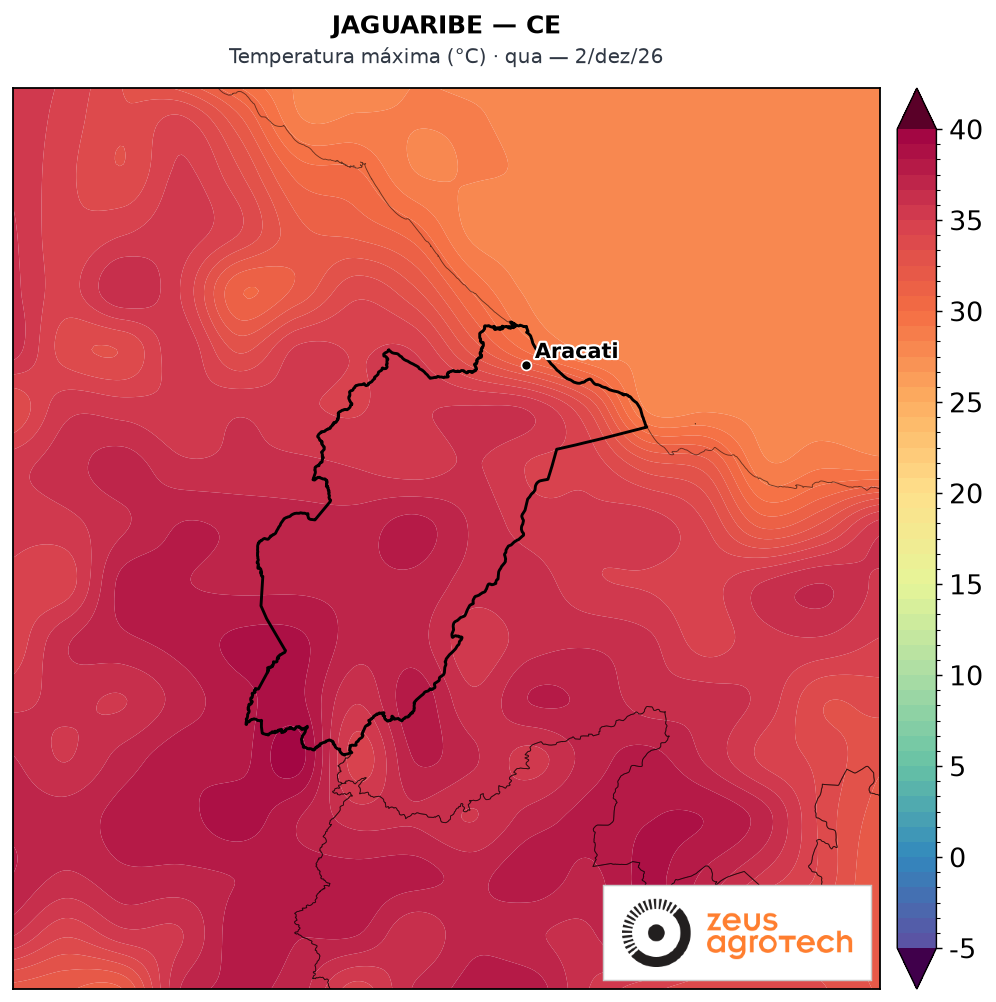 JAGUARIBE — CE
Temperatura máxima (°C) · qua — 2/dez/26
Aracati
40
35
30
25
20
15
10
5
0
-5
zeus
agrotech